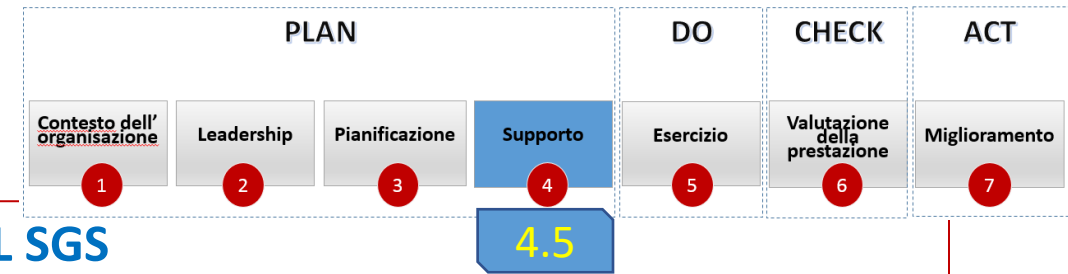 PLAN
DO
CHECK
ACT
Contesto dell’
organisazione
Leadership
Pianificazione
Supporto
Esercizio
Valutazione
della
prestazione
Miglioramento
1
2
3
4
5
6
7
4.5
L SGS